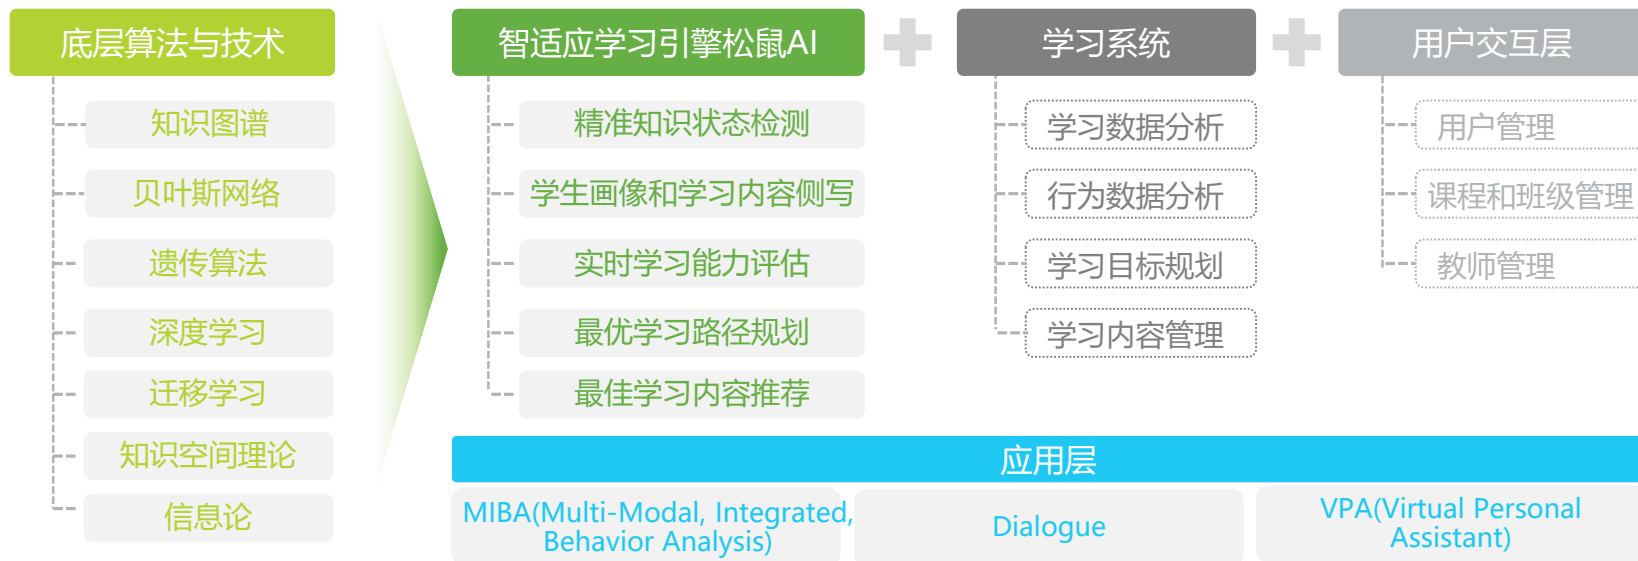 底层算法与技术
知识图谱
贝叶斯网络
遗传算法
深度学习
迁移学习
知识空间理论
信息论
智适应学习引擎松鼠AI
精准知识状态检测
学生画像和学习内容侧写
实时学习能力评估
最优学习路径规划
最佳学习内容推荐
学习系统
学习数据分析
行为数据分析
学习目标规划
学习内容管理
用户交互层
用户管理
课程和班级管理
教师管理
应用层
MIBA(Multi-Modal, Integrated,
Behavior Analysis)
Dialogue
VPA(Virtual Personal
Assistant)